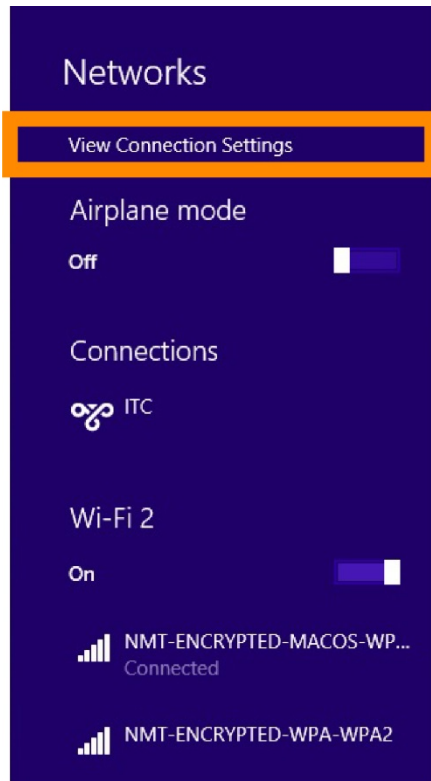 Networks
View Connection Settings
Airplane mode
Off
Connections
ITC
Wi-Fi 2
On
NMT-ENCRYPTED-MACOS-WP...
Connected
NMT-ENCRYPTED-WPA-WPA2